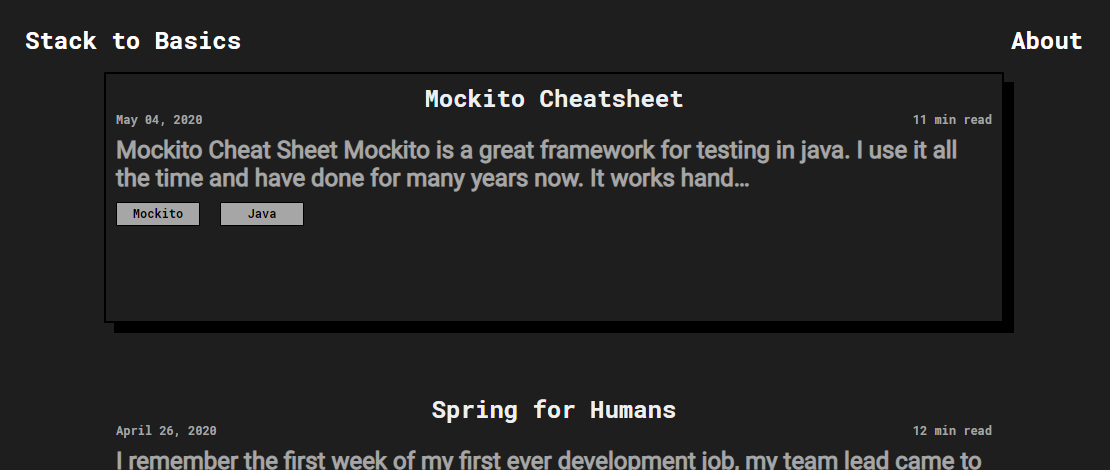 Stack to Basics
About
Mockito Cheatsheet
May 04, 2020
11 min read
Mockito Cheat Sheet Mockito is a great framework for testing in java. I use it all
the time and have done for many years now. It works hand…
Mockito
Java
Spring for Humans
April 26, 2020
12 min read
I remember the first week of my first ever development job, my team lead came to